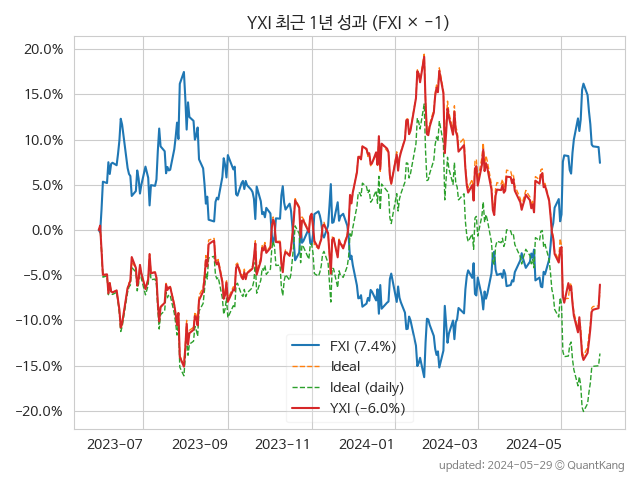 YXI 최근 1년 성과 (FXI × −1)
20.0%
15.0%
10.0%
5.0%
0.0%
−5.0%
−10.0%
−15.0%
−20.0%
FXI (7.4%)
Ideal
Ideal (daily)
YXI (−6.0%)
2023-07 2023-09 2023-11 2024-01 2024-03 2024-05
updated: 2024-05-29 ⓒ QuantKang